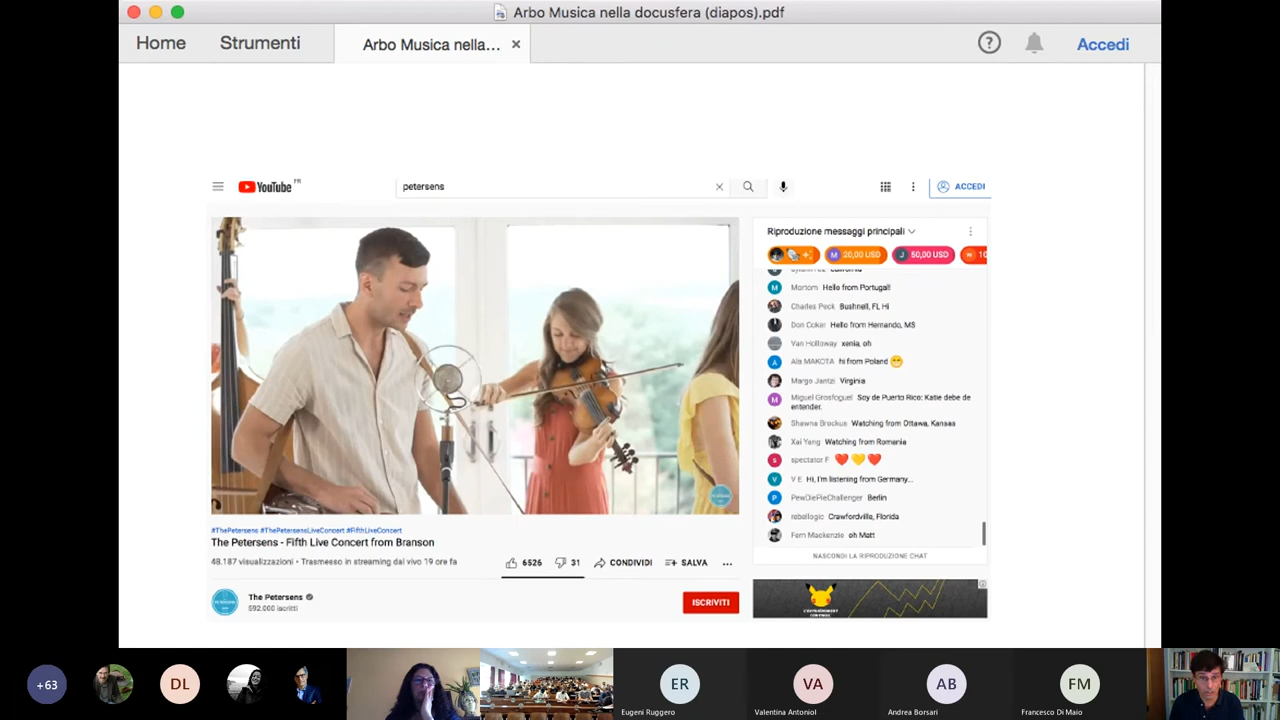 Arbo Musica nella docusfera (diapos).pdf
Home
Strumenti
Arbo Musica nella...
Accedi
YouTube FR
petersens
ACCEDI
Riproduzione messaggi principali
M 20,00 USD
J 50,00 USD
10
Mortom Hello from Portugal!
Charles Peck Bushnell, FL Hi
Don Coker Hello from Hernando, MS
Van Holloway xenia, oh
Ala MAKOTA hi from Poland 😁
Margo Jantzi Virginia
Miguel Grosfoguel Soy de Puerto Rico: Katie debe de
entender.
Shawna Brockus Watching from Ottawa, Kansas
Xai Yang Watching from Romania
spectator F ❤️💛❤️
V E Hi, I'm listening from Germany...
PewDiePieChallenger Berlin
rebellogic Crawfordville, Florida
Fern Mackenzie oh Matt
NASCONDI LA RIPRODUZIONE CHAT
#ThePetersens #ThePetersensLiveConcert #FifthLiveConcert
The Petersens - Fifth Live Concert from Branson
48.187 visualizzazioni • Trasmesso in streaming dal vivo 19 ore fa
6526
31
CONDIVIDI
SALVA
The Petersens
592.000 iscritti
ISCRIVITI
+63
DL
ER
Eugeni Ruggero
VA
Valentina Antoniol
AB
Andrea Borsari
FM
Francesco Di Maio